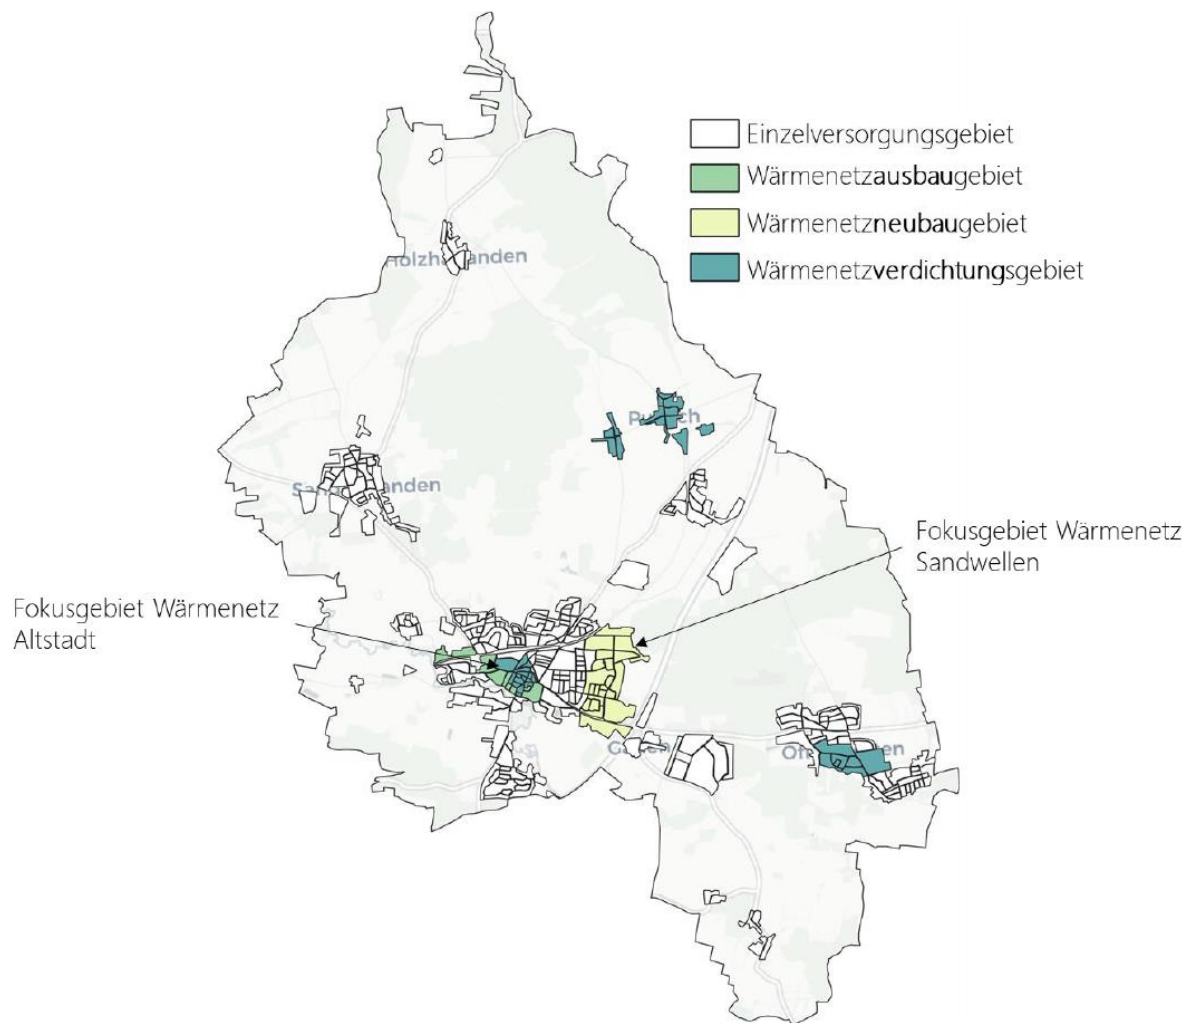 Einzelversorgungsgebiet
Wärmenetzausbaugebiet
Wärmenetzneubaugebiet
Wärmenetzverdichtungsgebiet
Fokusgebiet Wärmenetz
Sandwellen
Fokusgebiet Wärmenetz
Altstadt